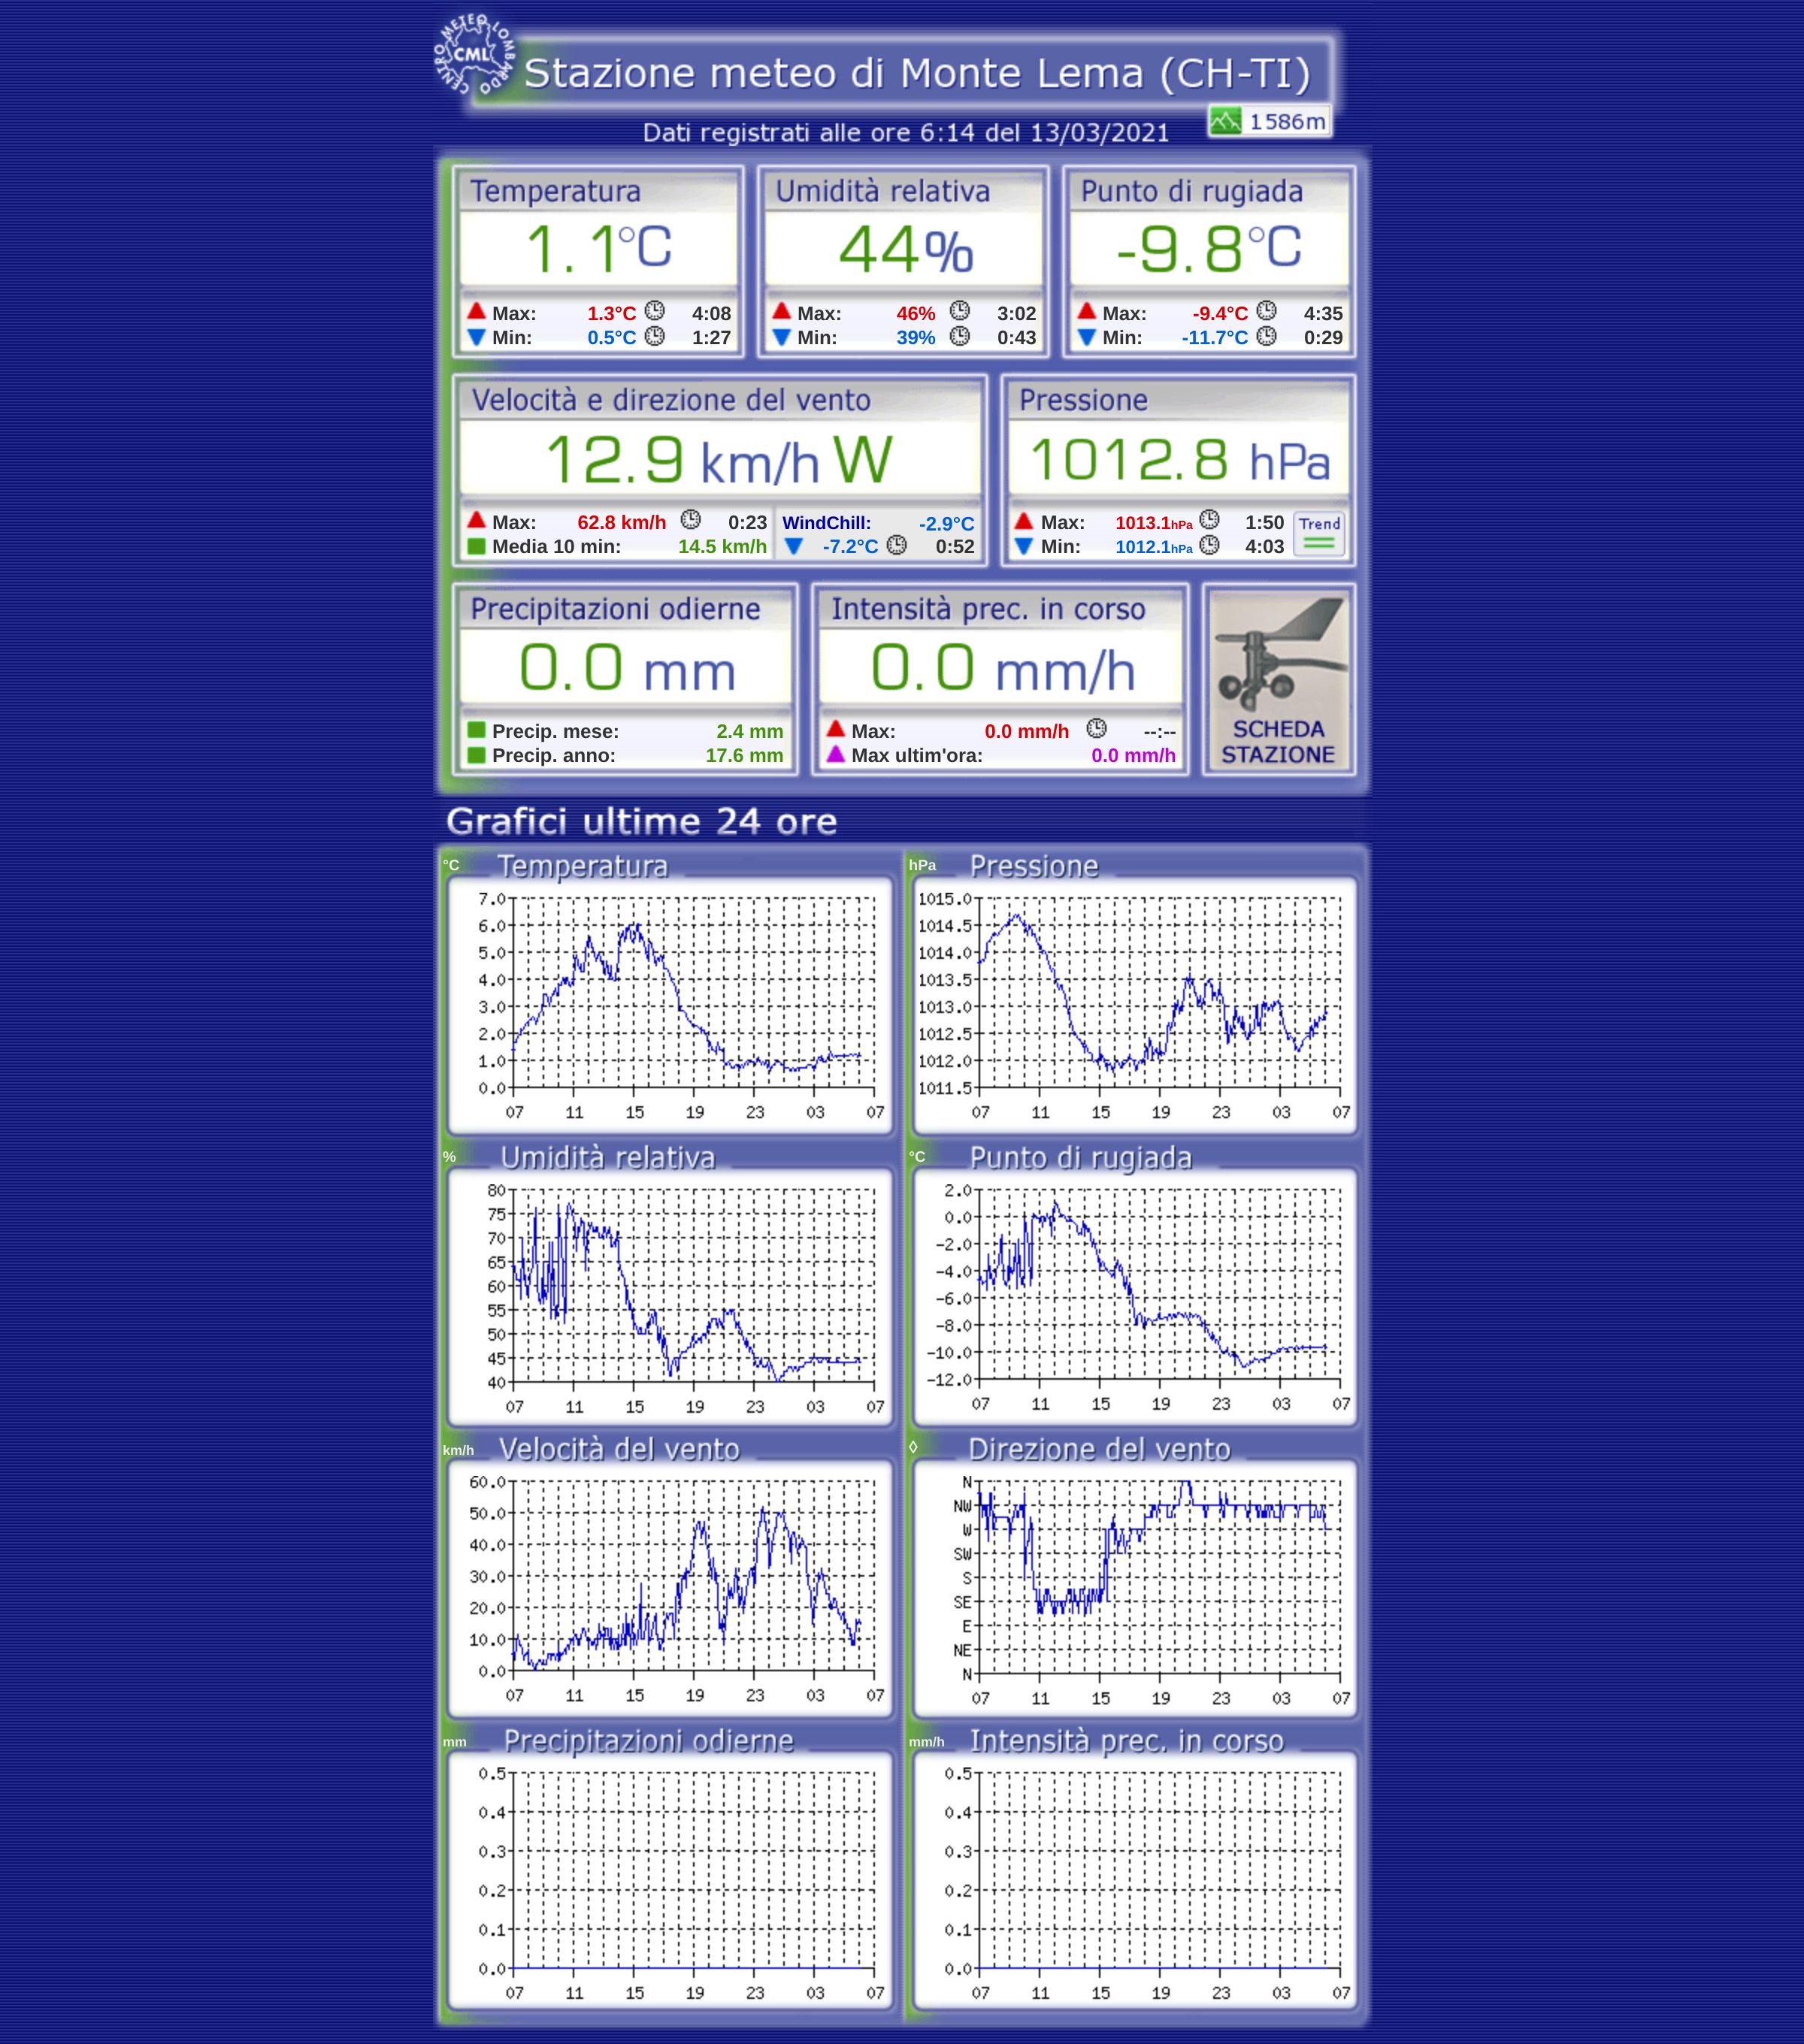 CENTRO METEO LOMBARDO
CML
Stazione meteo di Monte Lema (CH-TI)
1586m
Dati registrati alle ore 6:14 del 13/03/2021
Temperatura
1.1°C
Max: 1.3°C 4:08
Min: 0.5°C 1:27
Umidità relativa
44%
Max: 46% 3:02
Min: 39% 0:43
Punto di rugiada
-9.8°C
Max: -9.4°C 4:35
Min: -11.7°C 0:29
Velocità e direzione del vento
12.9 km/h W
Max: 62.8 km/h 0:23
Media 10 min: 14.5 km/h
WindChill: -2.9°C
-7.2°C 0:52
Pressione
1012.8 hPa
Max: 1013.1hPa 1:50
Min: 1012.1hPa 4:03
Trend
Precipitazioni odierne
0.0 mm
Precip. mese: 2.4 mm
Precip. anno: 17.6 mm
Intensità prec. in corso
0.0 mm/h
Max: 0.0 mm/h --:--
Max ultim'ora: 0.0 mm/h
SCHEDA
STAZIONE
Grafici ultime 24 ore
°C Temperatura
7.0
6.0
5.0
4.0
3.0
2.0
1.0
0.0
07 11 15 19 23 03 07
hPa Pressione
1015.0
1014.5
1014.0
1013.5
1013.0
1012.5
1012.0
1011.5
07 11 15 19 23 03 07
% Umidità relativa
80
75
70
65
60
55
50
45
40
07 11 15 19 23 03 07
°C Punto di rugiada
2.0
0.0
-2.0
-4.0
-6.0
-8.0
-10.0
-12.0
07 11 15 19 23 03 07
km/h Velocità del vento
60.0
50.0
40.0
30.0
20.0
10.0
0.0
07 11 15 19 23 03 07
◊ Direzione del vento
N
NW
W
SW
S
SE
E
NE
N
07 11 15 19 23 03 07
mm Precipitazioni odierne
0.5
0.4
0.3
0.2
0.1
0.0
07 11 15 19 23 03 07
mm/h Intensità prec. in corso
0.5
0.4
0.3
0.2
0.1
0.0
07 11 15 19 23 03 07